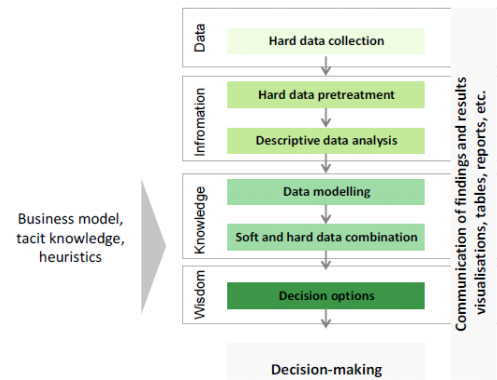 Data
Hard data collection
Infromation
Hard data pretreatment
Descriptive data analysis
Knowledge
Data modelling
Soft and hard data combination
Business model,
tacit knowledge,
heuristics
Wisdom
Decision options
Decision-making
Communication of findings and results
visualisations, tables, reports, etc.